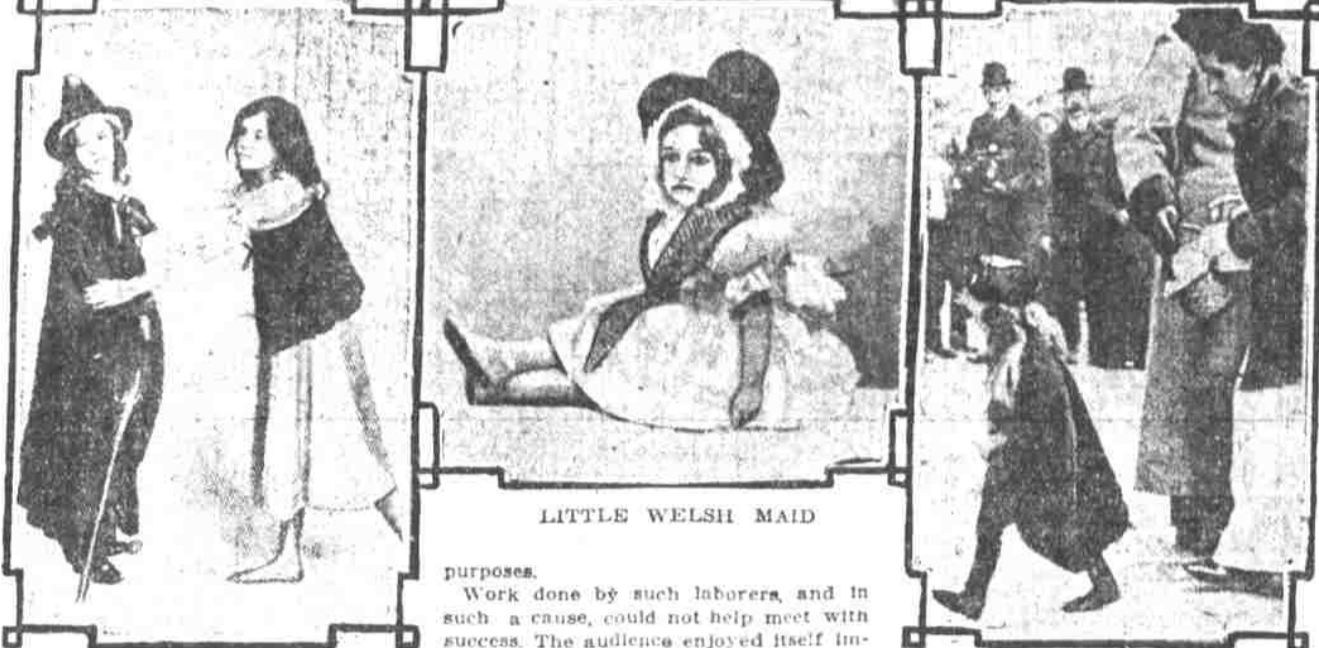 LITTLE WELSH MAID
purposes.
Work done by such laborers, and in
such a cause, could not help meet with
success. The audience enjoyed itself im-